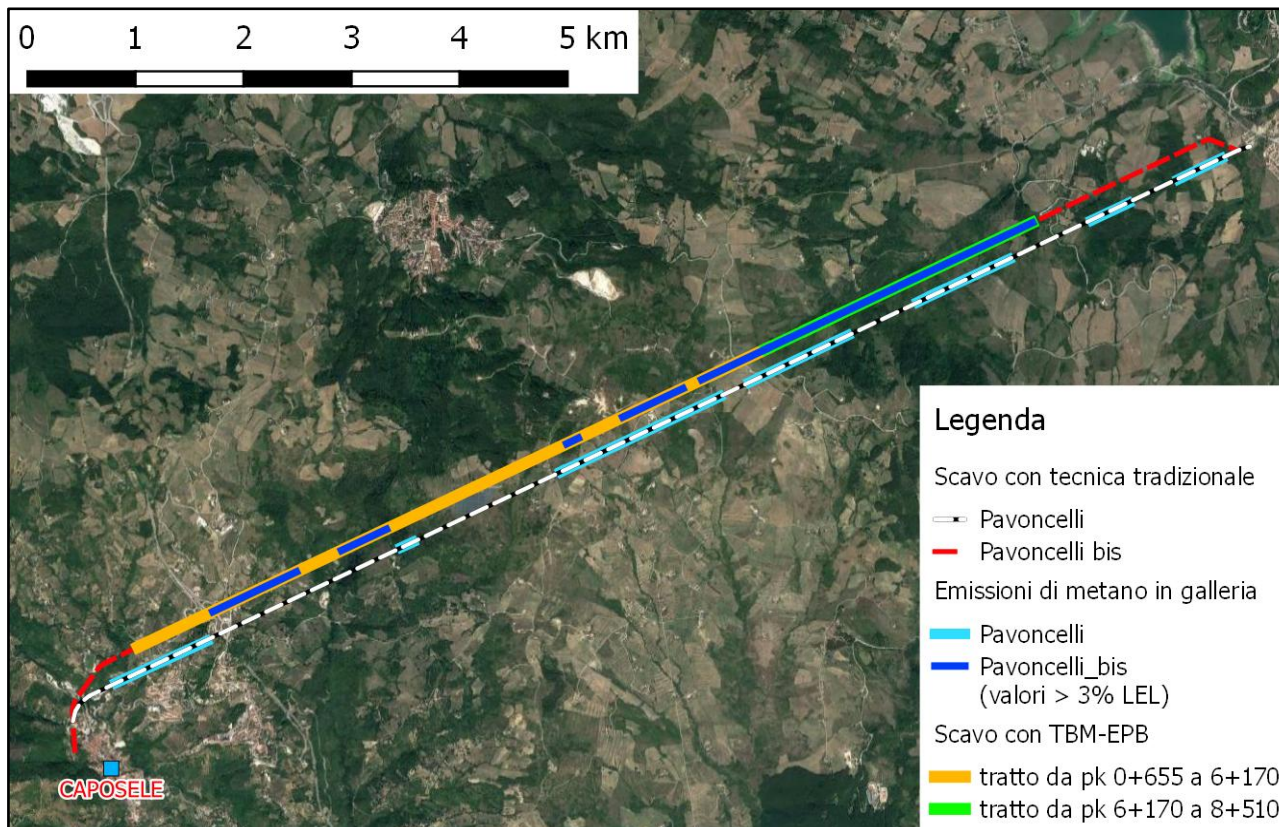 0 1 2 3 4 5 km
Legenda
Scavo con tecnica tradizionale
Pavoncelli
Pavoncelli bis
Emissioni di metano in galleria
Pavoncelli
Pavoncelli_bis
(valori > 3% LEL)
Scavo con TBM-EPB
tratto da pk 0+655 a 6+170
tratto da pk 6+170 a 8+510
CAPOSELE